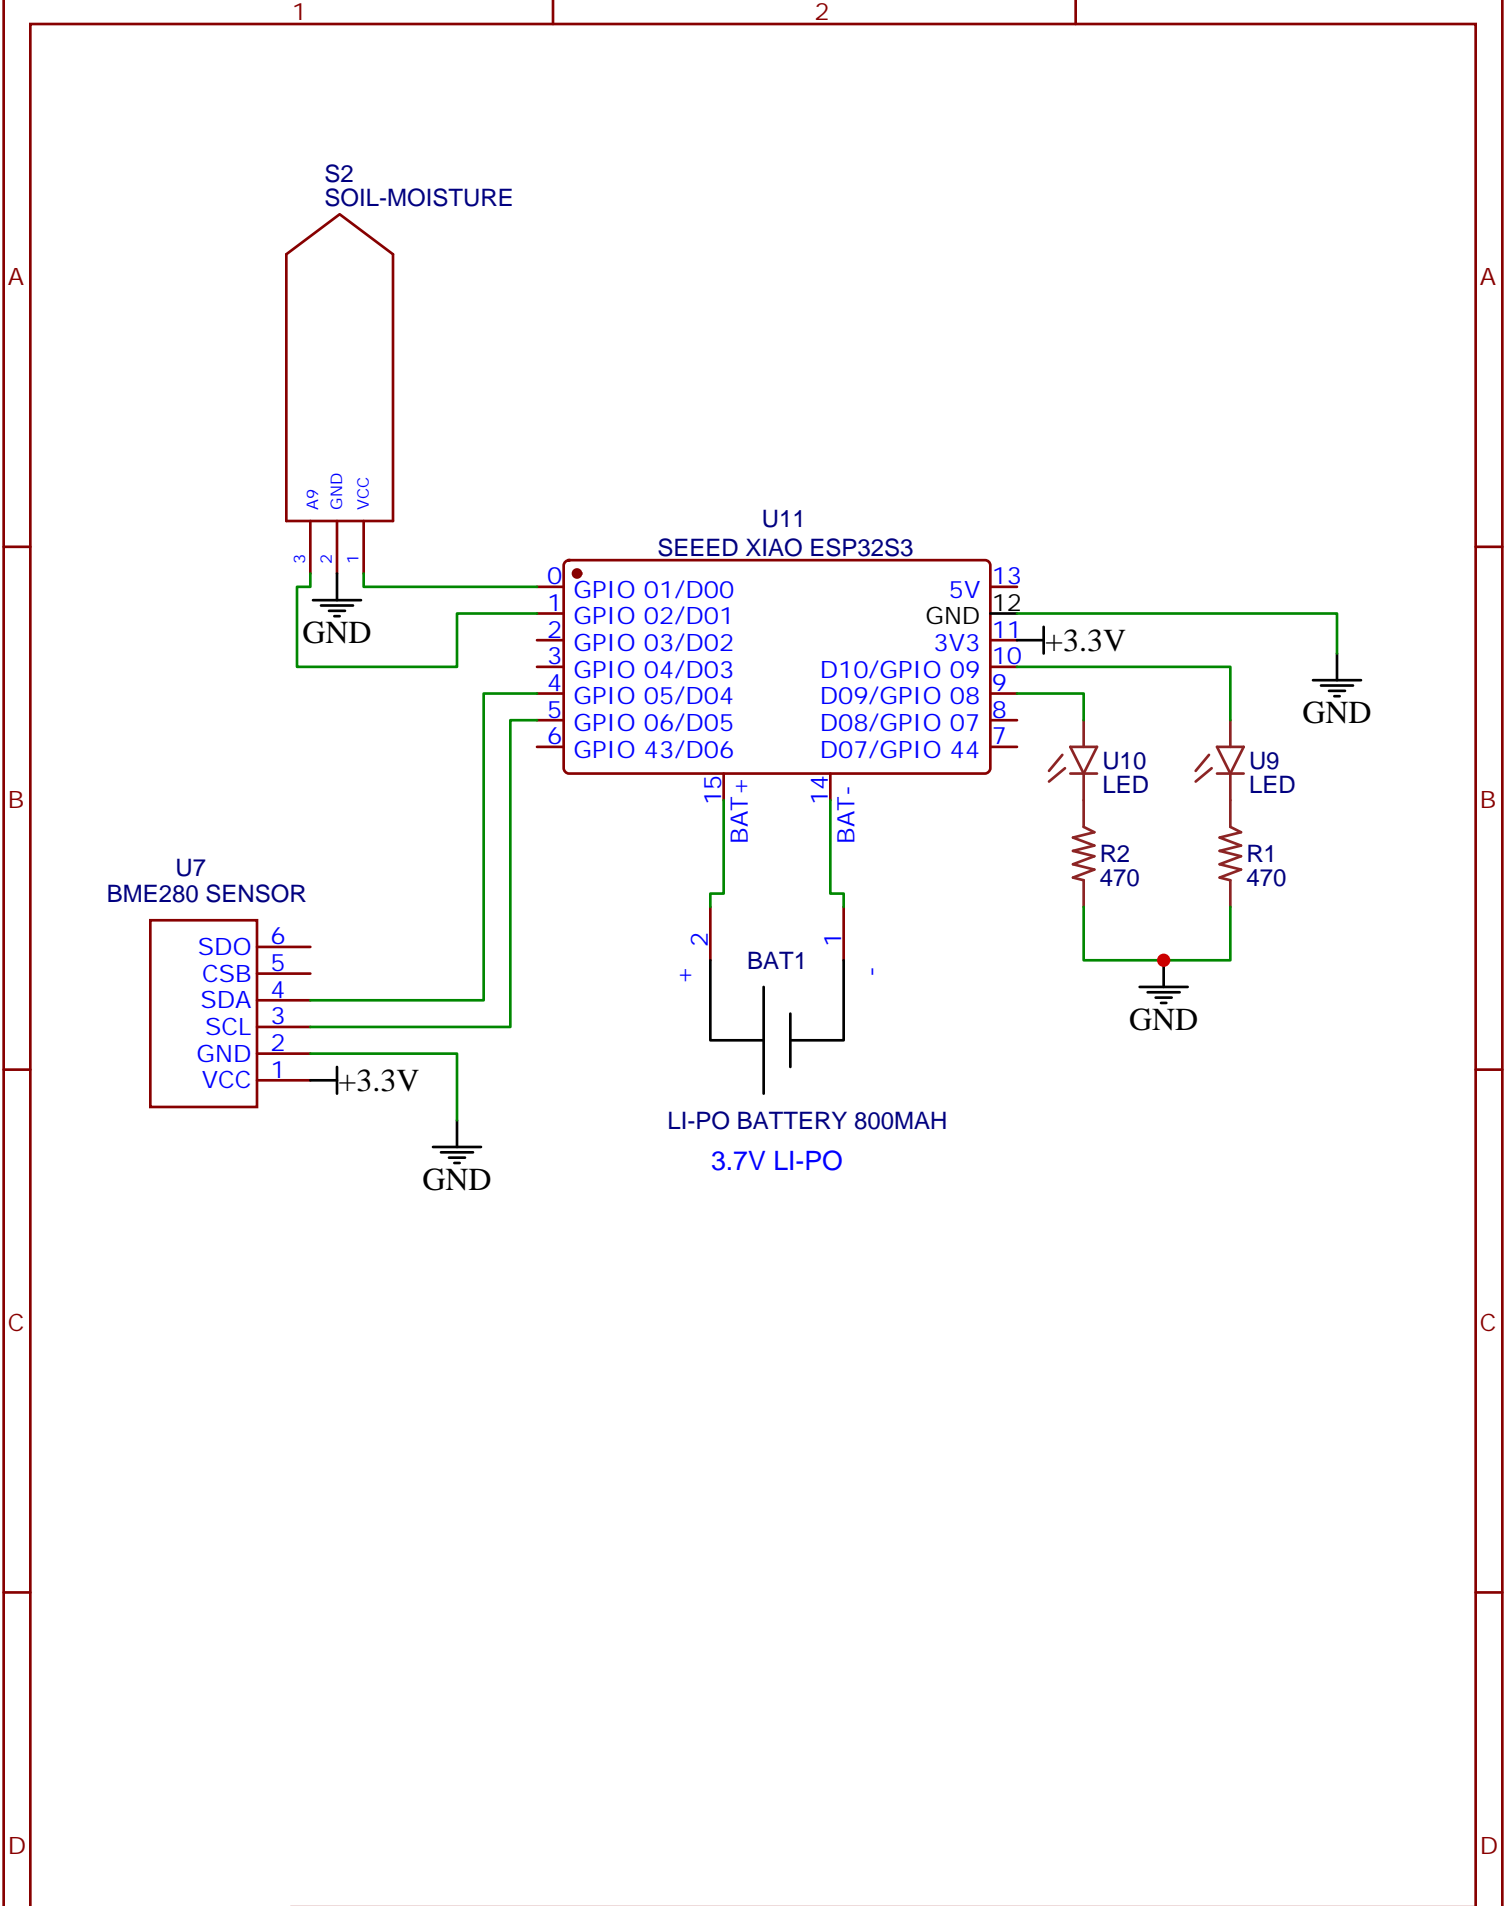 1
2
S2
SOIL-MOISTURE
A
A
A9
GND
VCC
3
2
1
GND
U11
SEEED XIAO ESP32S3
0
GPIO 01/D00
1
GPIO 02/D01
2
GPIO 03/D02
3
GPIO 04/D03
4
GPIO 05/D04
5
GPIO 06/D05
6
GPIO 43/D06
5V
13
GND
12
3V3
11
+3.3V
D10/GPIO 09
10
D09/GPIO 08
9
D08/GPIO 07
8
D07/GPIO 44
7
GND
15
BAT+
14
BAT-
U10
LED
U9
LED
B
B
R2
470
R1
470
GND
U7
BME280 SENSOR
SDO
6
CSB
5
SDA
4
SCL
3
GND
2
VCC
1
+3.3V
GND
2
1
+
BAT1
-
LI-PO BATTERY 800MAH
3.7V LI-PO
C
C
D
D